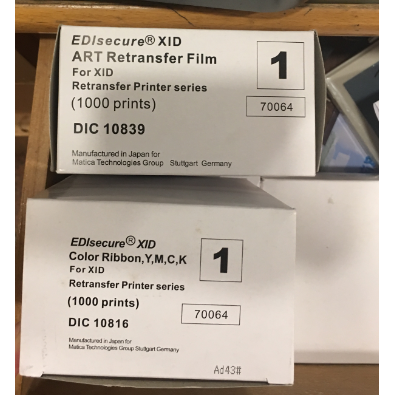 EDIsecure® XID
ART Retransfer Film
For XID
Retransfer Printer series
(1000 prints)
DIC 10839
1
70064
Manufactured in Japan for
Matica Technologies Group Stuttgart Germany
EDIsecure® XID
Color Ribbon,Y,M,C,K
For XID
Retransfer Printer series
(1000 prints)
DIC 10816
1
70064
Manufactured in Japan for
Matica Technologies Group Stuttgart Germany
Ad43#